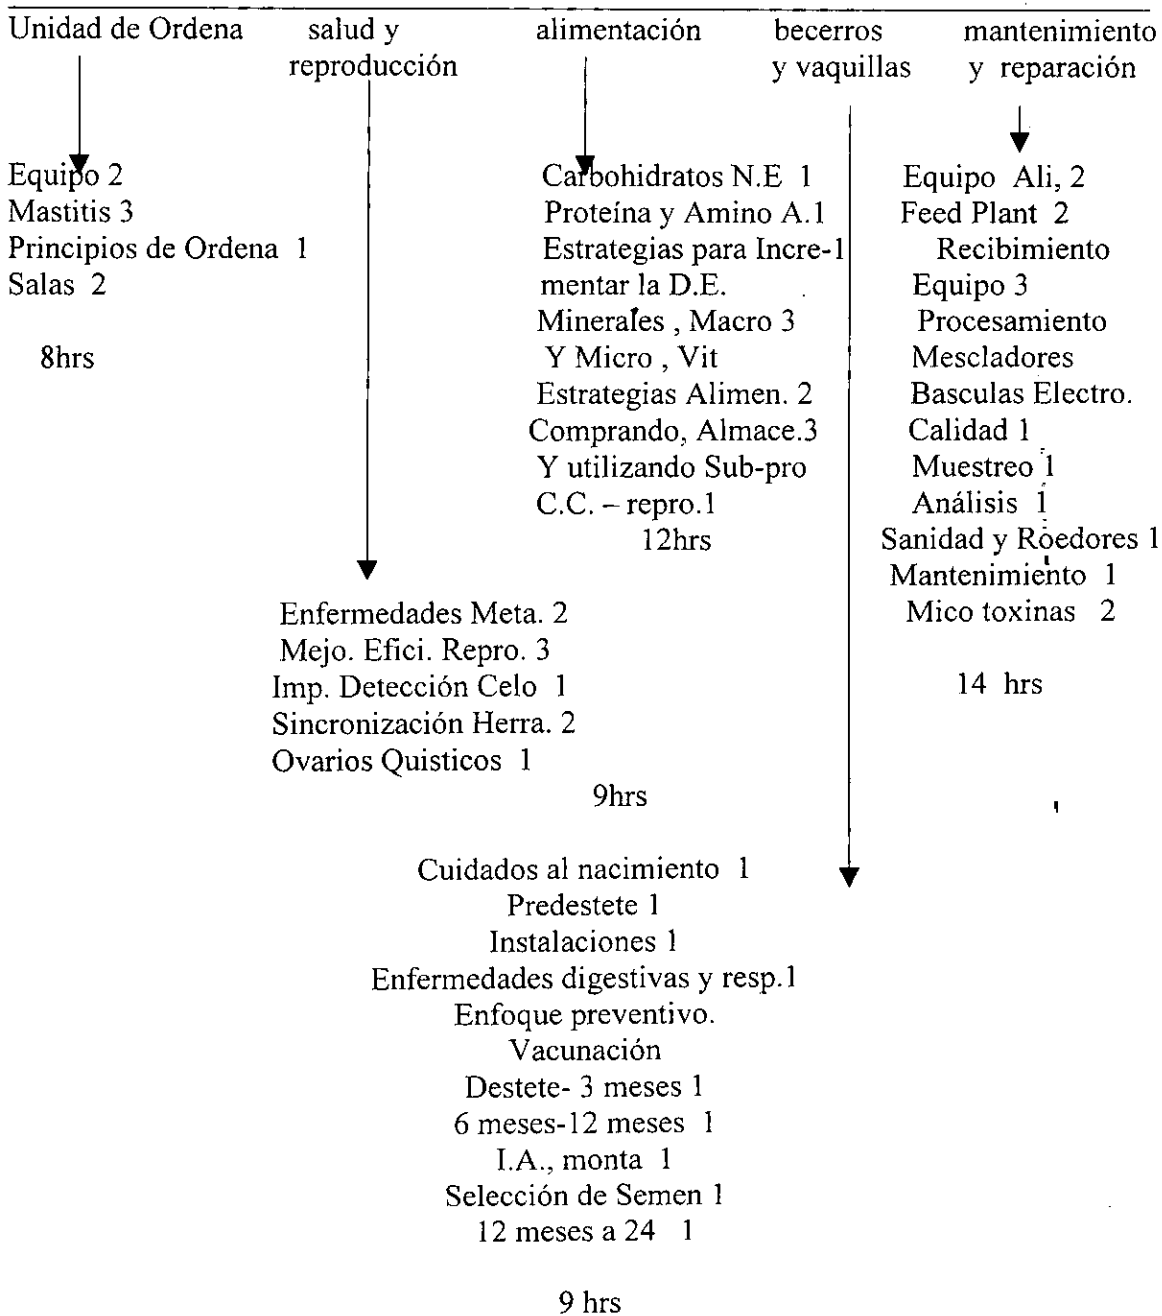 Unidad de Ordena
salud y
reproducción
alimentación
becerros
y vaquillas
mantenimiento
y reparación
Equipo 2
Mastitis 3
Principios de Ordena 1
Salas 2
8hrs
Enfermedades Meta. 2
Mejo. Efici. Repro. 3
Imp. Detección Celo 1
Sincronización Herra. 2
Ovarios Quisticos 1
9hrs
Carbohidratos N.E 1
Proteína y Amino A.1
Estrategias para Incre-1
mentar la D.E.
Minerales , Macro 3
Y Micro , Vit
Estrategias Alimen. 2
Comprando, Almace.3
Y utilizando Sub-pro
C.C. – repro.1
12hrs
Cuidados al nacimiento 1
Predestete 1
Instalaciones 1
Enfermedades digestivas y resp.1
Enfoque preventivo.
Vacunación
Destete- 3 meses 1
6 meses-12 meses 1
I.A., monta 1
Selección de Semen 1
12 meses a 24 1
9 hrs
Equipo Ali, 2
Feed Plant 2
Recibimiento
Equipo 3
Procesamiento
Mescladores
Basculas Electro.
Calidad 1
Muestreo 1
Análisis 1
Sanidad y Roedores 1
Mantenimiento 1
Mico toxinas 2
14 hrs